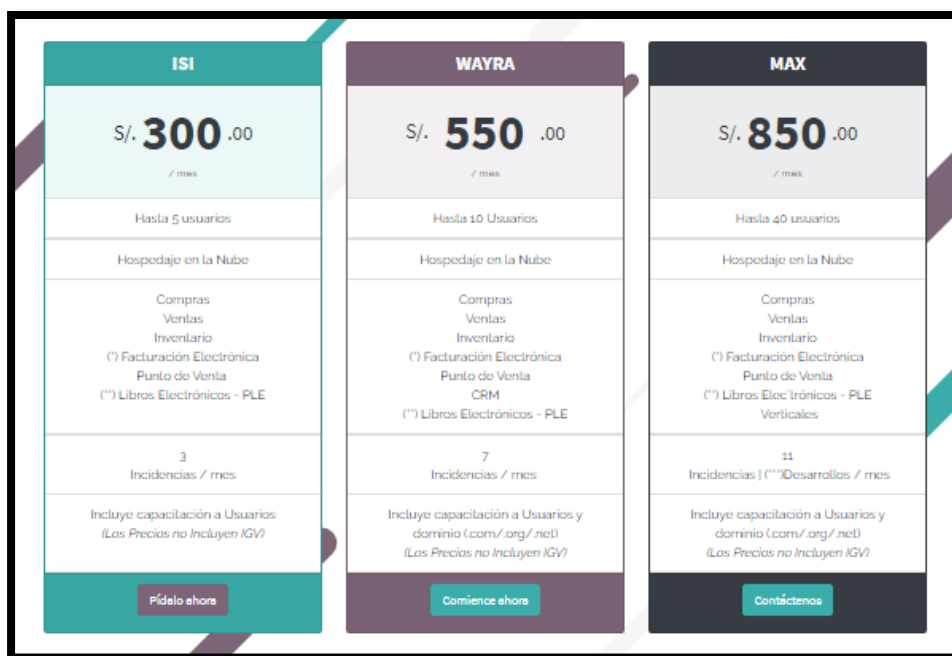 ISI
S/. 300 .00
/ mes
Hasta 5 usuarios
Hospedaje en la Nube
Compras
Ventas
Inventario
(*) Facturación Electrónica
Punto de Venta
(**) Libros Electrónicos - PLE
3
Incidencias / mes
Incluye capacitación a Usuarios
(Los Precios no Incluyen IGV)
Pídalo ahora
WAYRA
S/. 550 .00
/ mes
Hasta 10 Usuarios
Hospedaje en la Nube
Compras
Ventas
Inventario
(*) Facturación Electrónica
Punto de Venta
CRM
(**) Libros Electrónicos - PLE
7
Incidencias / mes
Incluye capacitación a Usuarios y
dominio (.com/.org/.net)
(Los Precios no Incluyen IGV)
Comience ahora
MAX
S/. 850 .00
/ mes
Hasta 40 usuarios
Hospedaje en la Nube
Compras
Ventas
Inventario
(*) Facturación Electrónica
Punto de Venta
(**) Libros Elec`trónicos - PLE
Verticales
11
Incidencias | (***)Desarrollos / mes
Incluye capacitación a Usuarios y
dominio (.com/.org/.net)
(Los Precios no Incluyen IGV)
Contáctenos